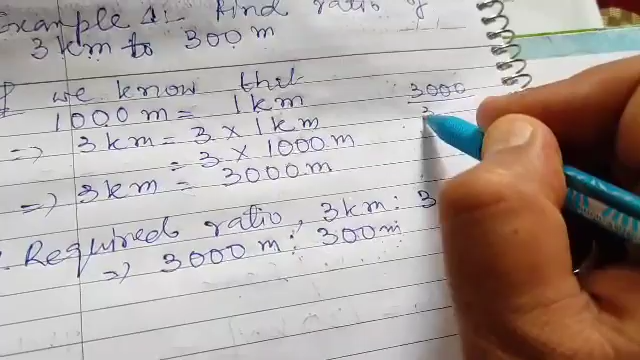 Example 1:- Find ratio of
3 km to 300 m
we know that
1000 m = 1 km
=> 3 km = 3 × 1 km
= 3 × 1000 m
=> 3 km = 3000 m
Required ratio, 3 km : 3
=> 3000 m : 300 m
3000